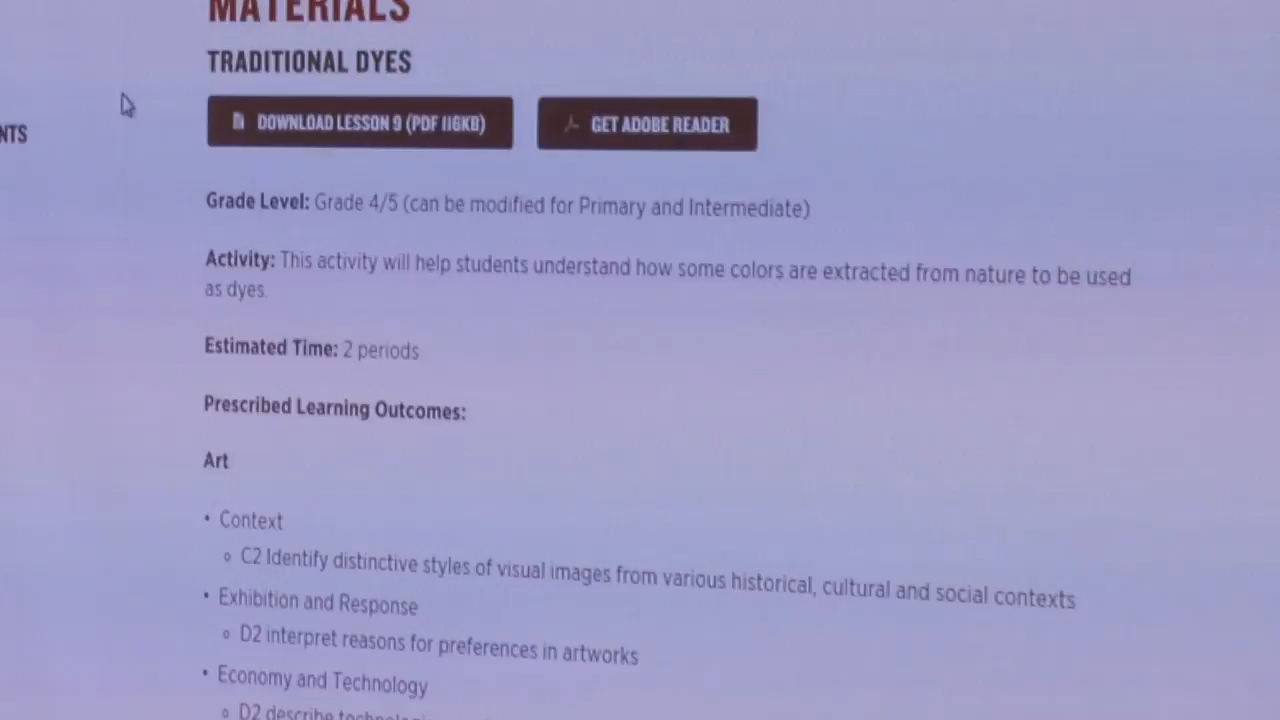 MATERIALS
TRADITIONAL DYES
DOWNLOAD LESSON 9 (PDF 116KB)
GET ADOBE READER
NTS
Grade Level: Grade 4/5 (can be modified for Primary and Intermediate)
Activity: This activity will help students understand how some colors are extracted from nature to be used
as dyes.
Estimated Time: 2 periods
Prescribed Learning Outcomes:
Art
• Context
o C2 Identify distinctive styles of visual images from various historical, cultural and social contexts
• Exhibition and Response
o D2 interpret reasons for preferences in artworks
• Economy and Technology
o D2 describe